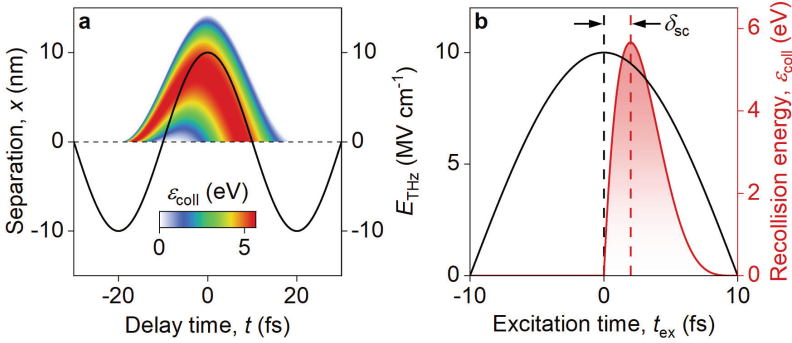 a
Separation, x (nm)
10
0
-10
10
0
-10
E_THz (MV cm⁻¹)
ε_coll (eV)
0 5
-20 0 20
Delay time, t (fs)
b
δ_sc
10
5
0
6
4
2
0
Recollision energy, ε_coll (eV)
-10 0 10
Excitation time, t_ex (fs)